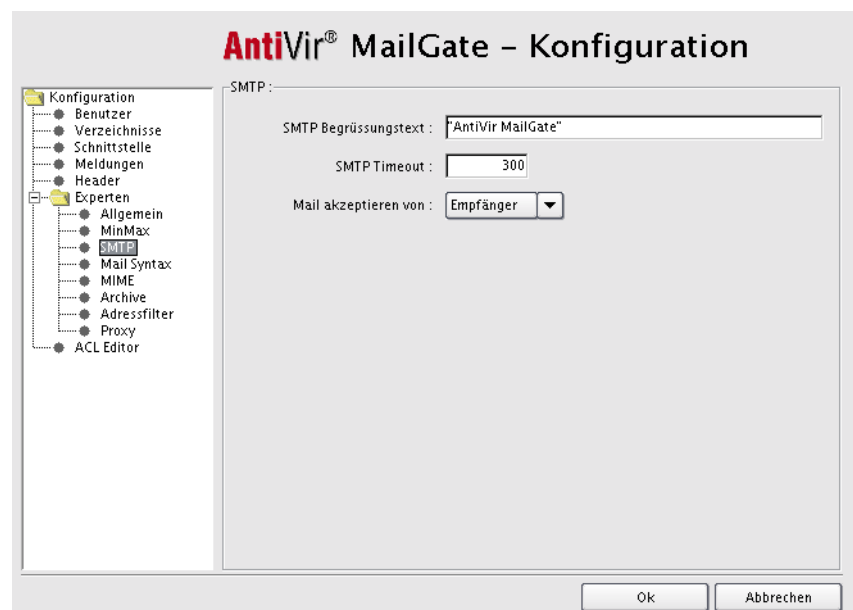 AntiVir® MailGate – Konfiguration
Konfiguration
Benutzer
Verzeichnisse
Schnittstelle
Meldungen
Header
Experten
Allgemein
MinMax
SMTP
Mail Syntax
MIME
Archive
Adressfilter
Proxy
ACL Editor
SMTP :
SMTP Begrüssungstext : "AntiVir MailGate"
SMTP Timeout : 300
Mail akzeptieren von : Empfänger
Ok Abbrechen